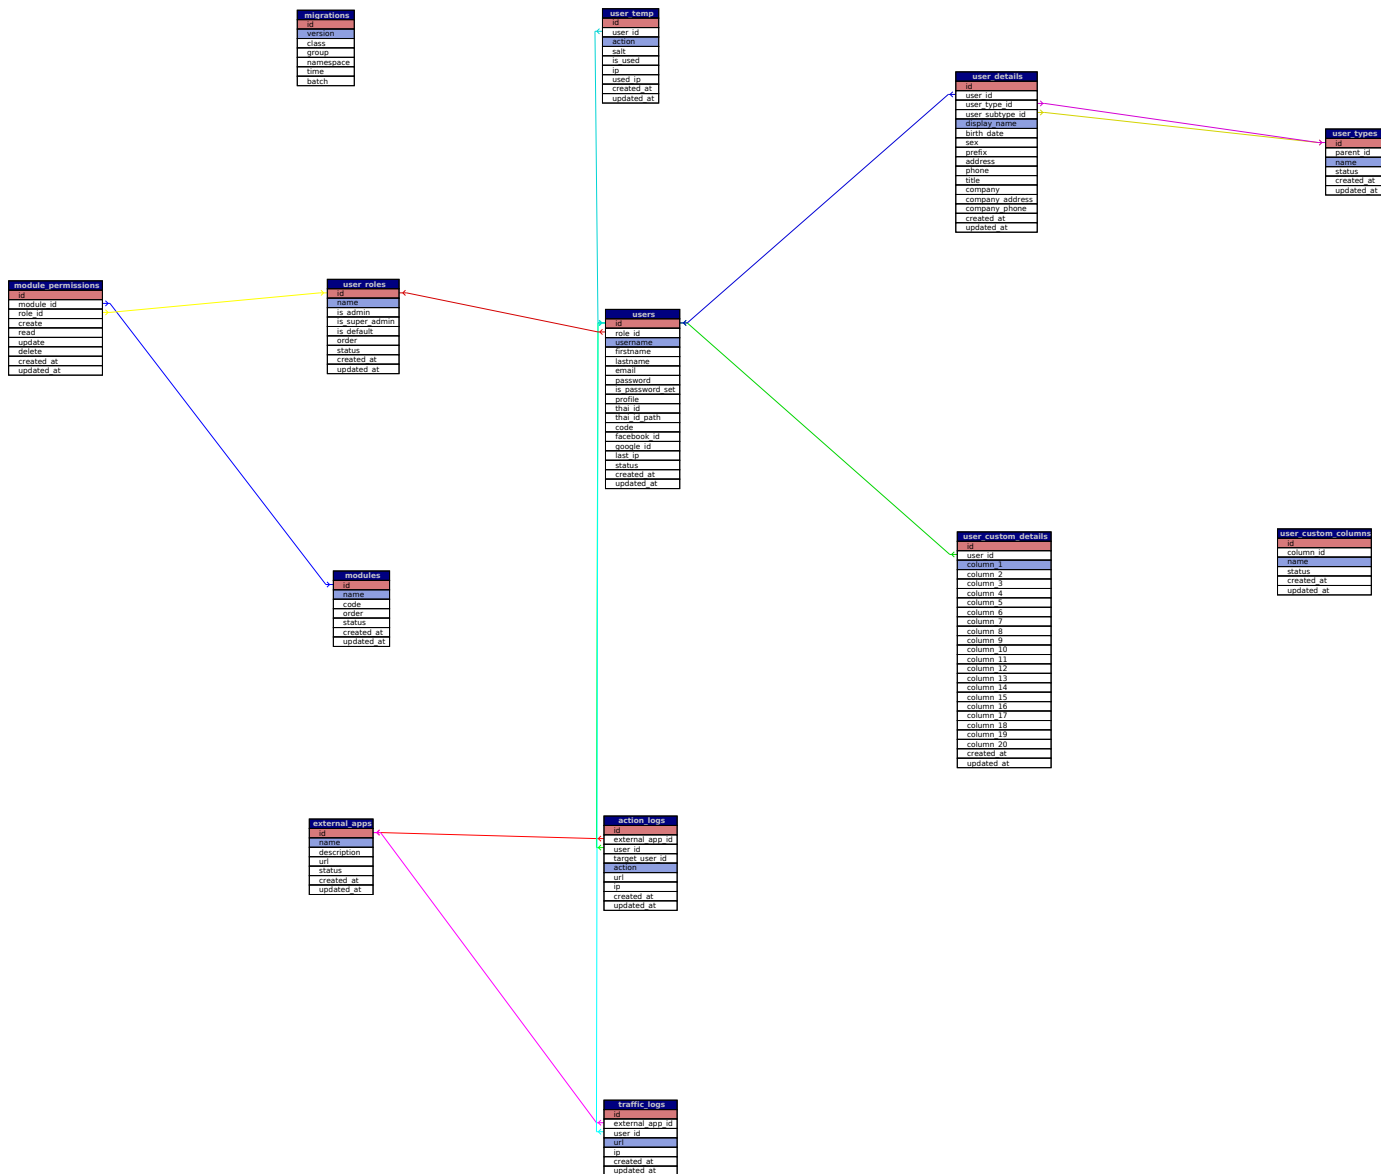 migrations
id
version
class
group
namespace
time
batch
user_temp
id
user_id
action
salt
is_used
ip
used_ip
created_at
updated_at
user_details
id
user_id
user_type_id
user_subtype_id
display_name
birth_date
sex
prefix
address
phone
title
company
company_address
company_phone
created_at
updated_at
user_types
id
parent_id
name
status
created_at
updated_at
module_permissions
id
module_id
role_id
create
read
update
delete
created_at
updated_at
user_roles
id
name
is_admin
is_super_admin
is_default
order
status
created_at
updated_at
users
id
role_id
username
firstname
lastname
email
password
is_password_set
profile
thai_id
thai_id_path
code
facebook_id
google_id
last_ip
status
created_at
updated_at
modules
id
name
code
order
status
created_at
updated_at
user_custom_details
id
user_id
column_1
column_2
column_3
column_4
column_5
column_6
column_7
column_8
column_9
column_10
column_11
column_12
column_13
column_14
column_15
column_16
column_17
column_18
column_19
column_20
created_at
updated_at
user_custom_columns
id
column_id
name
status
created_at
updated_at
external_apps
id
name
description
url
status
created_at
updated_at
action_logs
id
external_app_id
user_id
target_user_id
action
url
ip
created_at
updated_at
traffic_logs
id
external_app_id
user_id
url
ip
created_at
updated_at